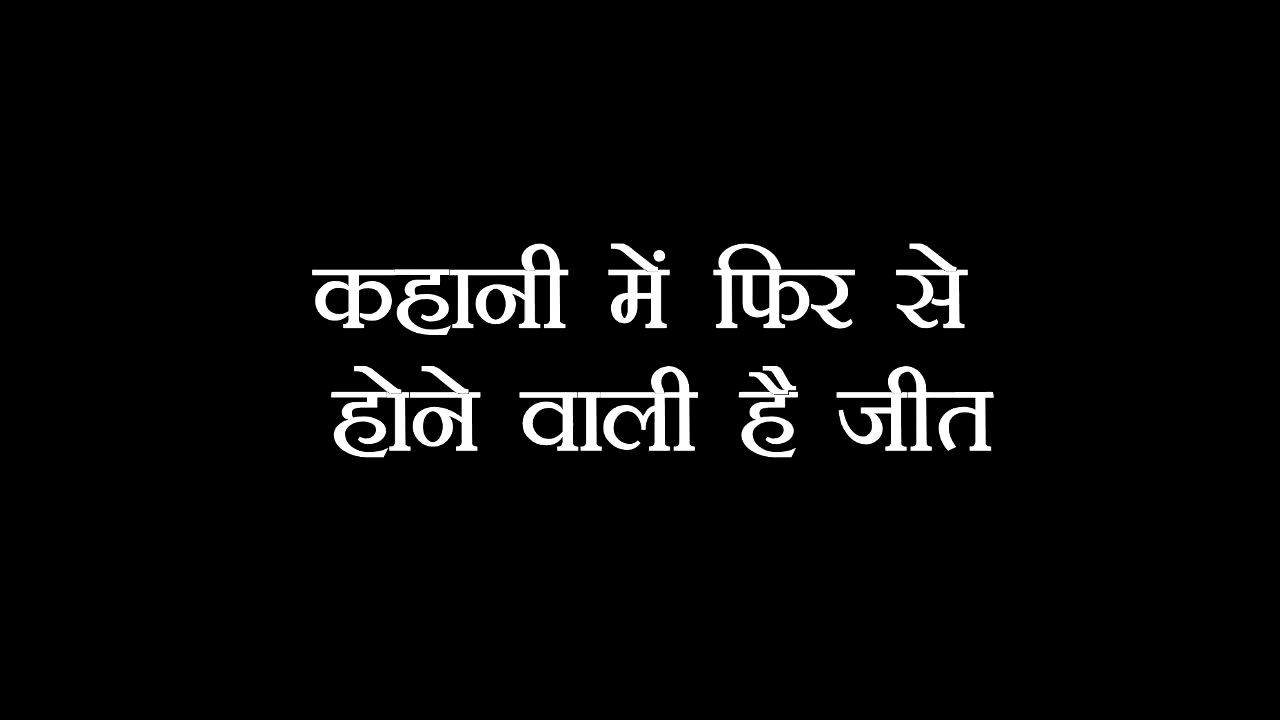 कहानी में फिर से
होने वाली है जीत